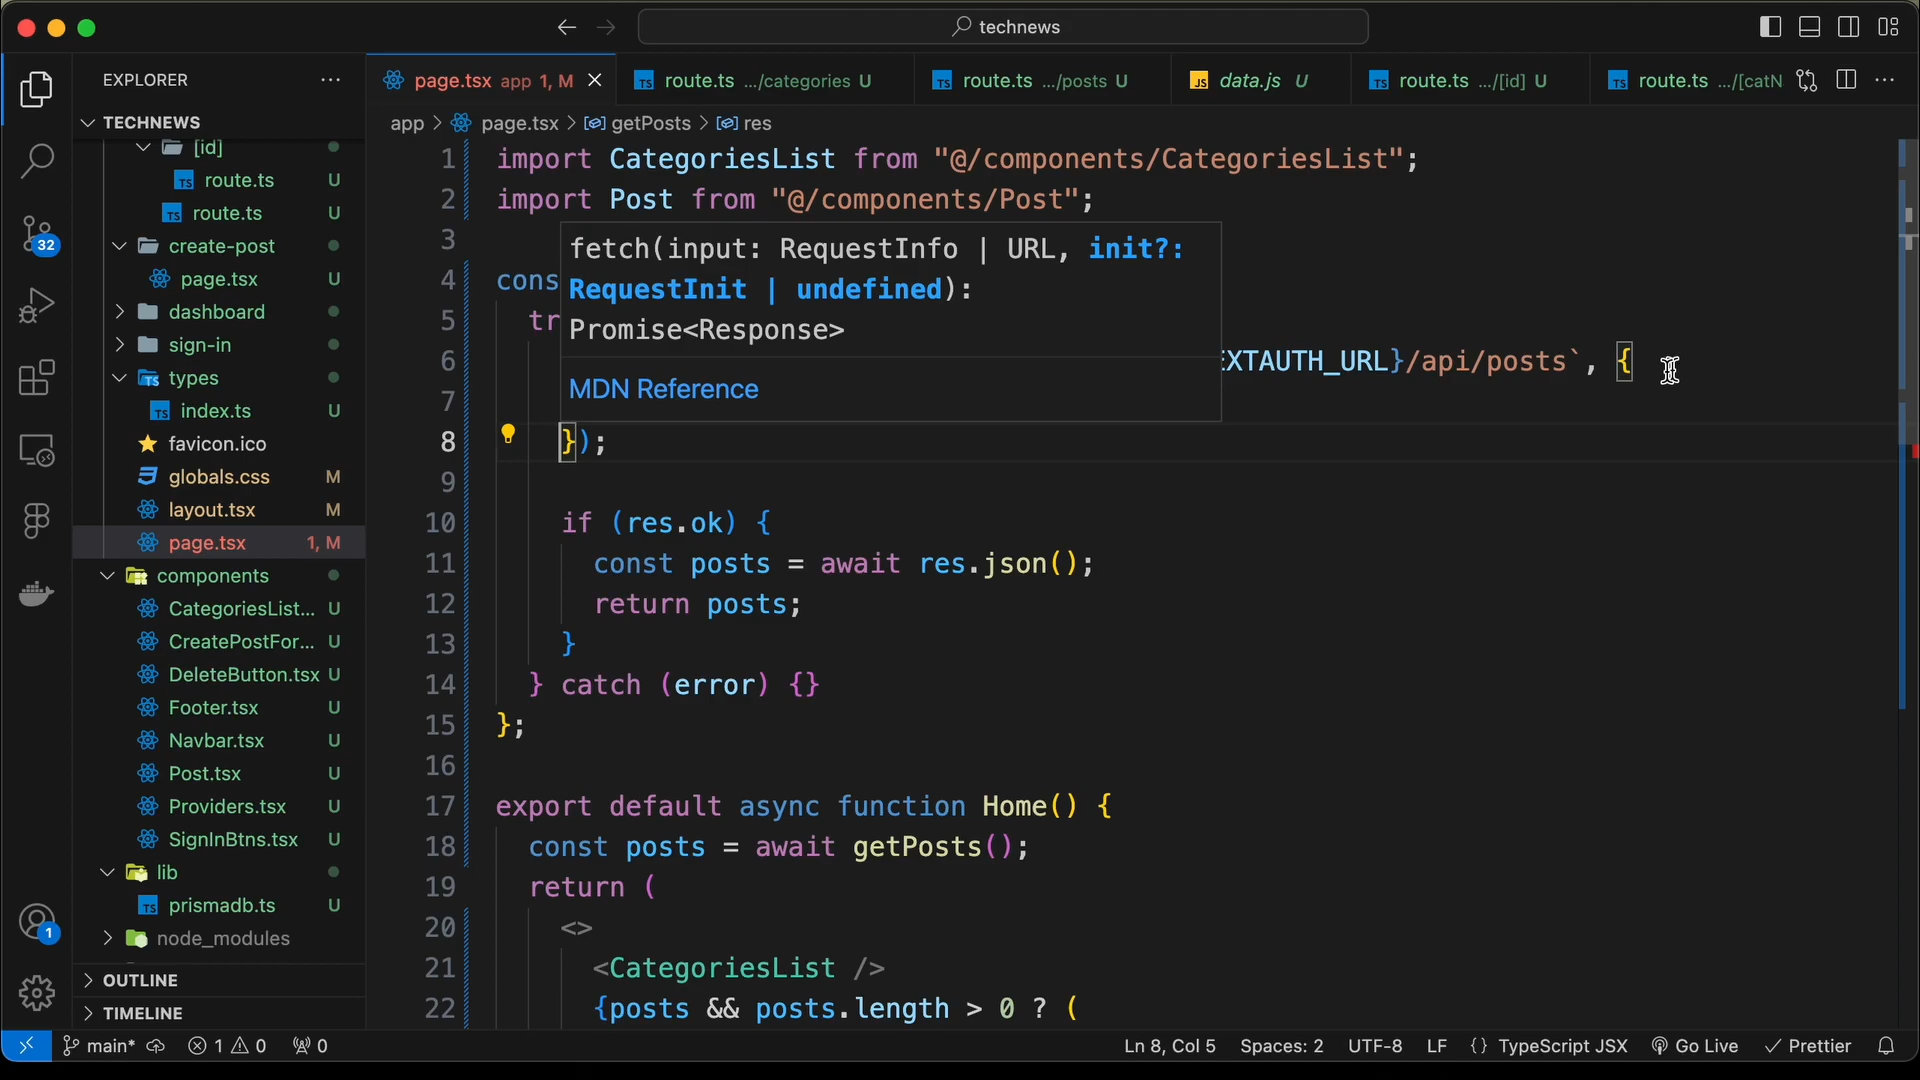 technews
EXPLORER
page.tsx app 1, M
route.ts .../categories U
route.ts .../posts U
data.js U
route.ts .../[id] U
route.ts .../[catN
TECHNEWS
app > page.tsx > getPosts > res
[id]
route.ts U
route.ts U
create-post
page.tsx U
dashboard
sign-in
types
index.ts U
favicon.ico
globals.css M
layout.tsx M
page.tsx 1, M
components
CategoriesList... U
CreatePostFor... U
DeleteButton.tsx U
Footer.tsx U
Navbar.tsx U
Post.tsx U
Providers.tsx U
SignInBtns.tsx U
lib
prismadb.ts U
node_modules
OUTLINE
TIMELINE
32
1
1 import CategoriesList from "@/components/CategoriesList";
2 import Post from "@/components/Post";
3
4 cons
5 tr
6 EXTAUTH_URL}/api/posts`, {
7
8 });
9
10 if (res.ok) {
11 const posts = await res.json();
12 return posts;
13 }
14 } catch (error) {}
15 };
16
17 export default async function Home() {
18 const posts = await getPosts();
19 return (
20 <>
21 <CategoriesList />
22 {posts && posts.length > 0 ? (
fetch(input: RequestInfo | URL, init?:
RequestInit | undefined):
Promise<Response>
MDN Reference
main* 1 0 0 Ln 8, Col 5 Spaces: 2 UTF-8 LF {} TypeScript JSX Go Live Prettier